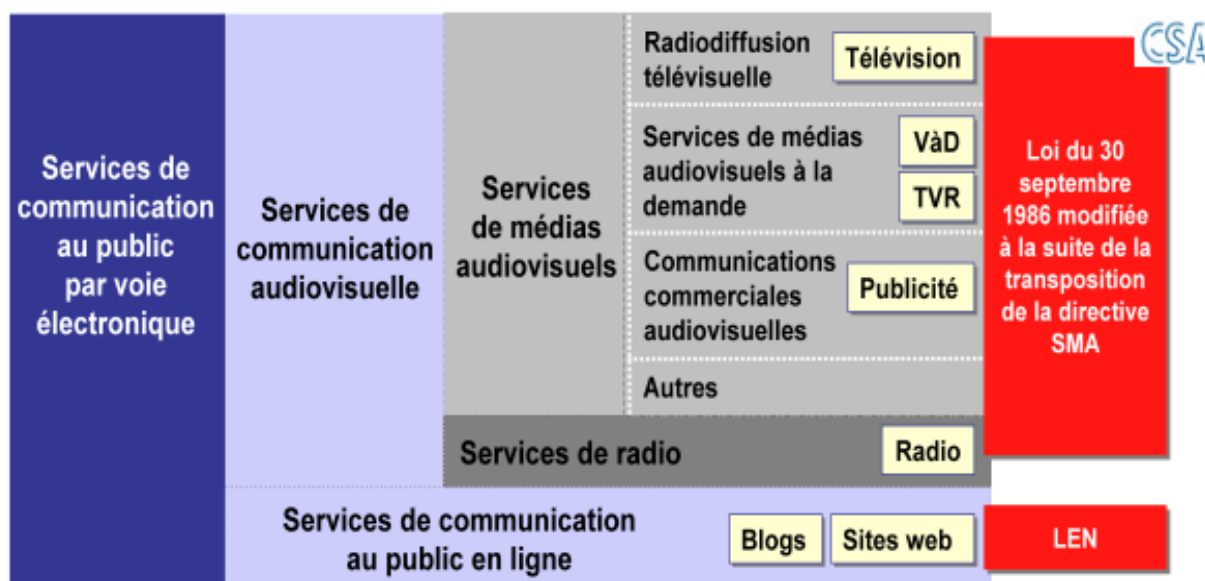 Services de
communication
au public
par voie
électronique
Services de
communication
audiovisuelle
Services
de médias
audiovisuels
Radiodiffusion
télévisuelle
Télévision
Services de médias
audiovisuels à la
demande
VàD
TVR
Communications
commerciales
audiovisuelles
Publicité
Autres
Services de radio
Radio
Services de communication
au public en ligne
Blogs
Sites web
Loi du 30
septembre
1986 modifiée
à la suite de la
transposition
de la directive
SMA
LEN
CSA